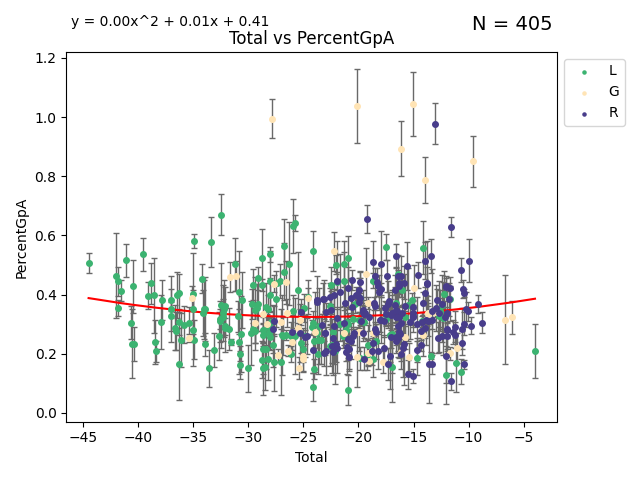 y = 0.00x^2 + 0.01x + 0.41
N = 405
Total vs PercentGpA
L
G
R
PercentGpA
1.2
1.0
0.8
0.6
0.4
0.2
0.0
−45
−40
−35
−30
−25
−20
−15
−10
−5
Total